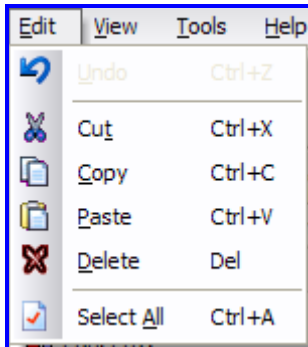 Edit View Tools Help
Undo Ctrl+Z
Cut Ctrl+X
Copy Ctrl+C
Paste Ctrl+V
Delete Del
Select All Ctrl+A